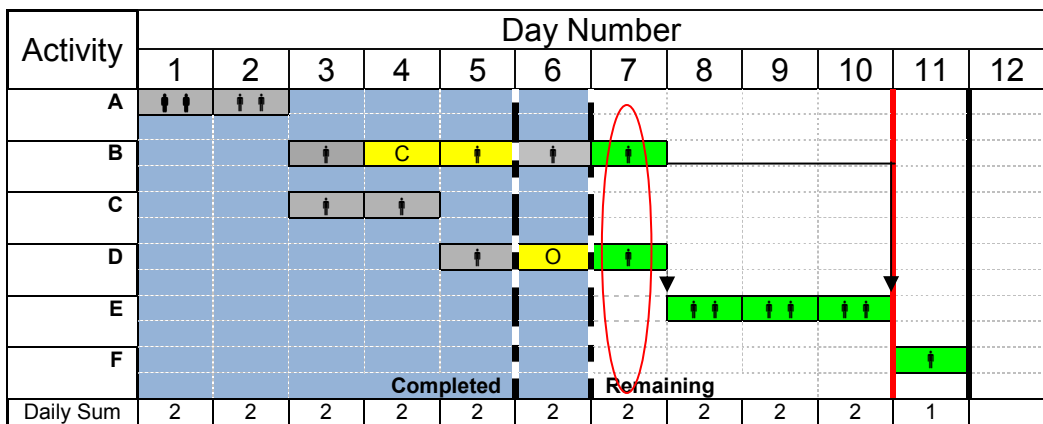 Activity Day Number
1 2 3 4 5 6 7 8 9 10 11 12
A
B C
C
D O
E
F
Completed Remaining
Daily Sum 2 2 2 2 2 2 2 2 2 2 1